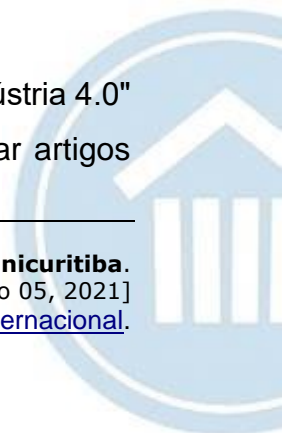 ústria 4.0"
ar artigos
nicuritiba.
o 05, 2021]
ernacional.